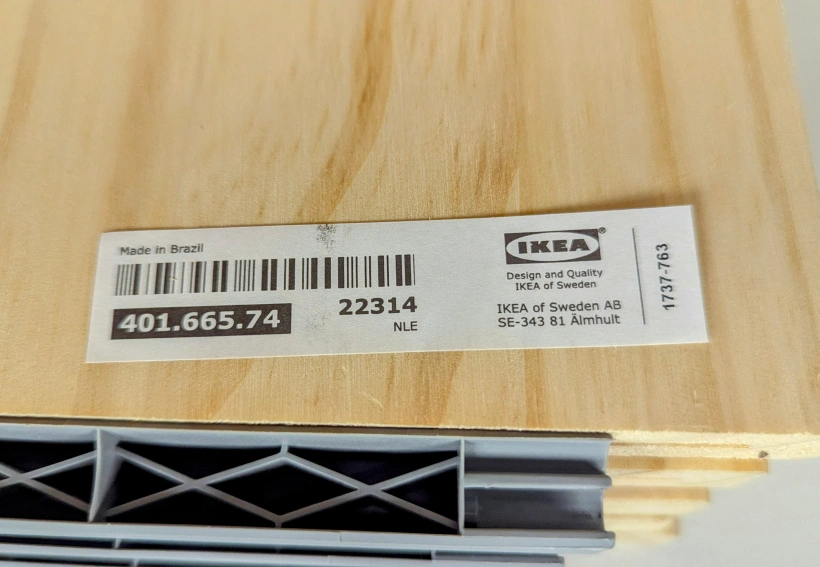 Made in Brazil
401.665.74
22314
NLE
IKEA®
Design and Quality
IKEA of Sweden
IKEA of Sweden AB
SE-343 81 Älmhult
1737-763